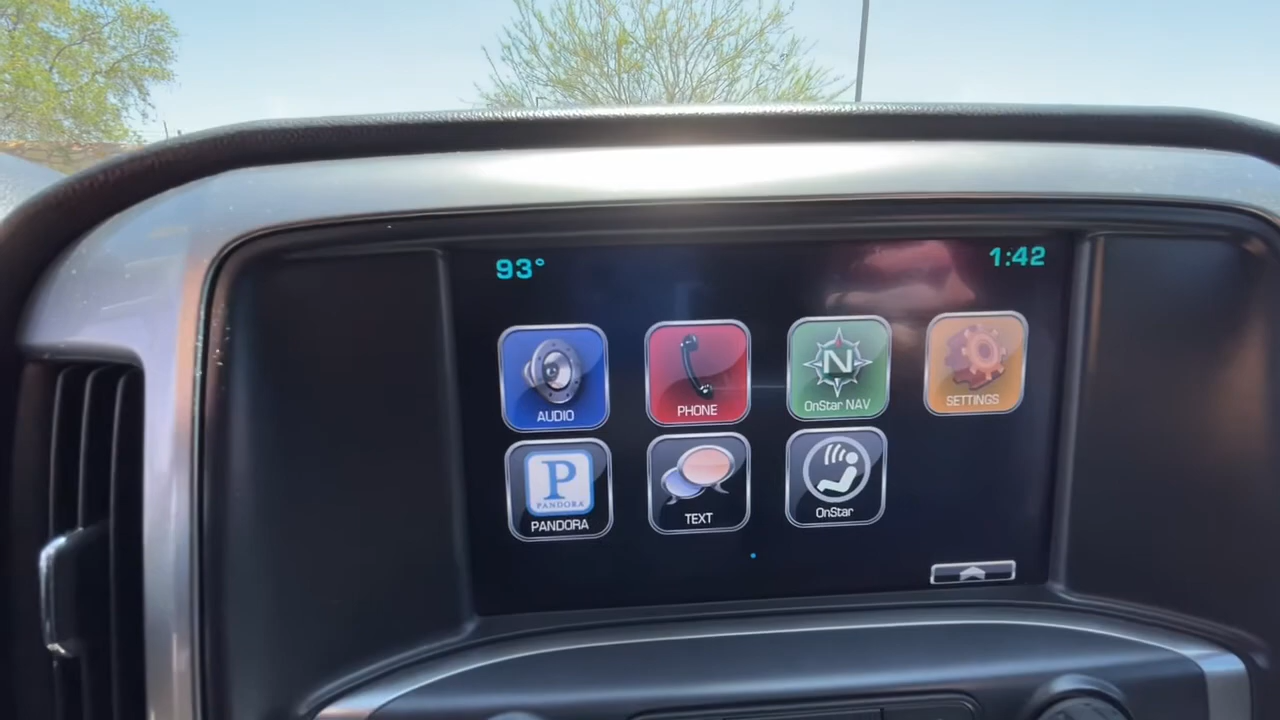 93°
1:42
AUDIO
PHONE
N
OnStar NAV
SETTINGS
P
PANDORA
PANDORA
TEXT
OnStar